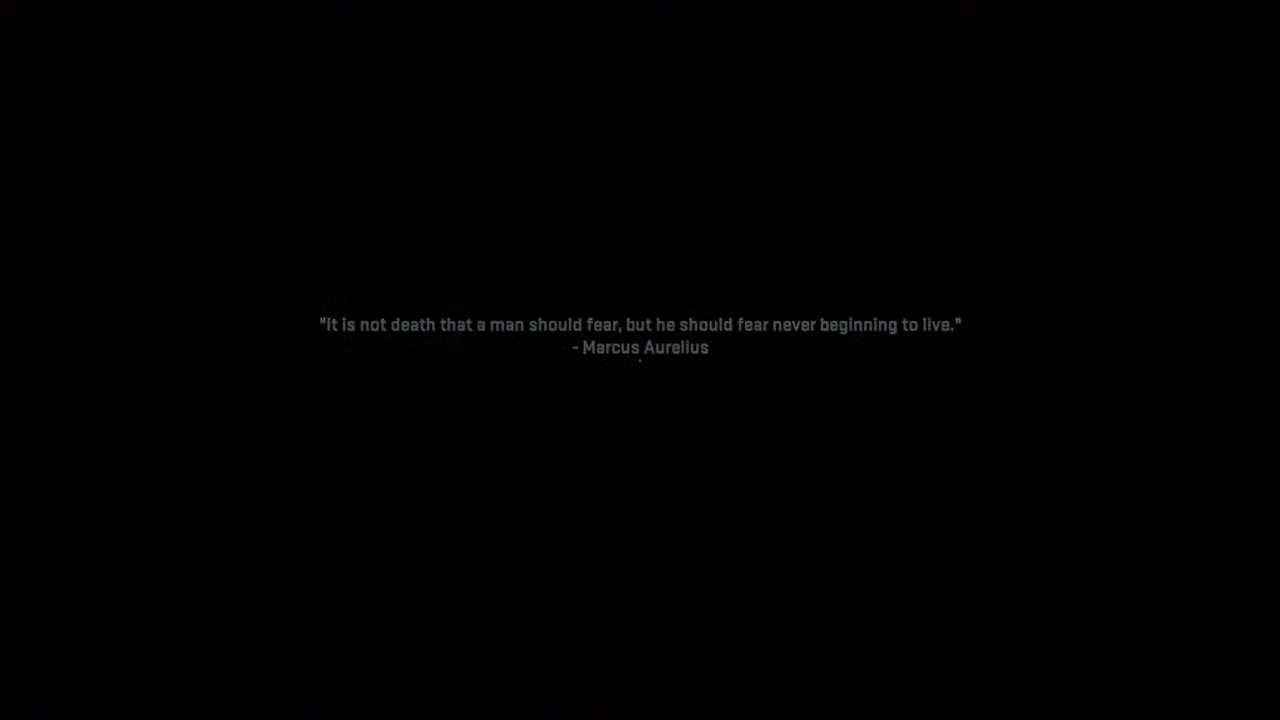 "It is not death that a man should fear, but he should fear never beginning to live."
- Marcus Aurelius